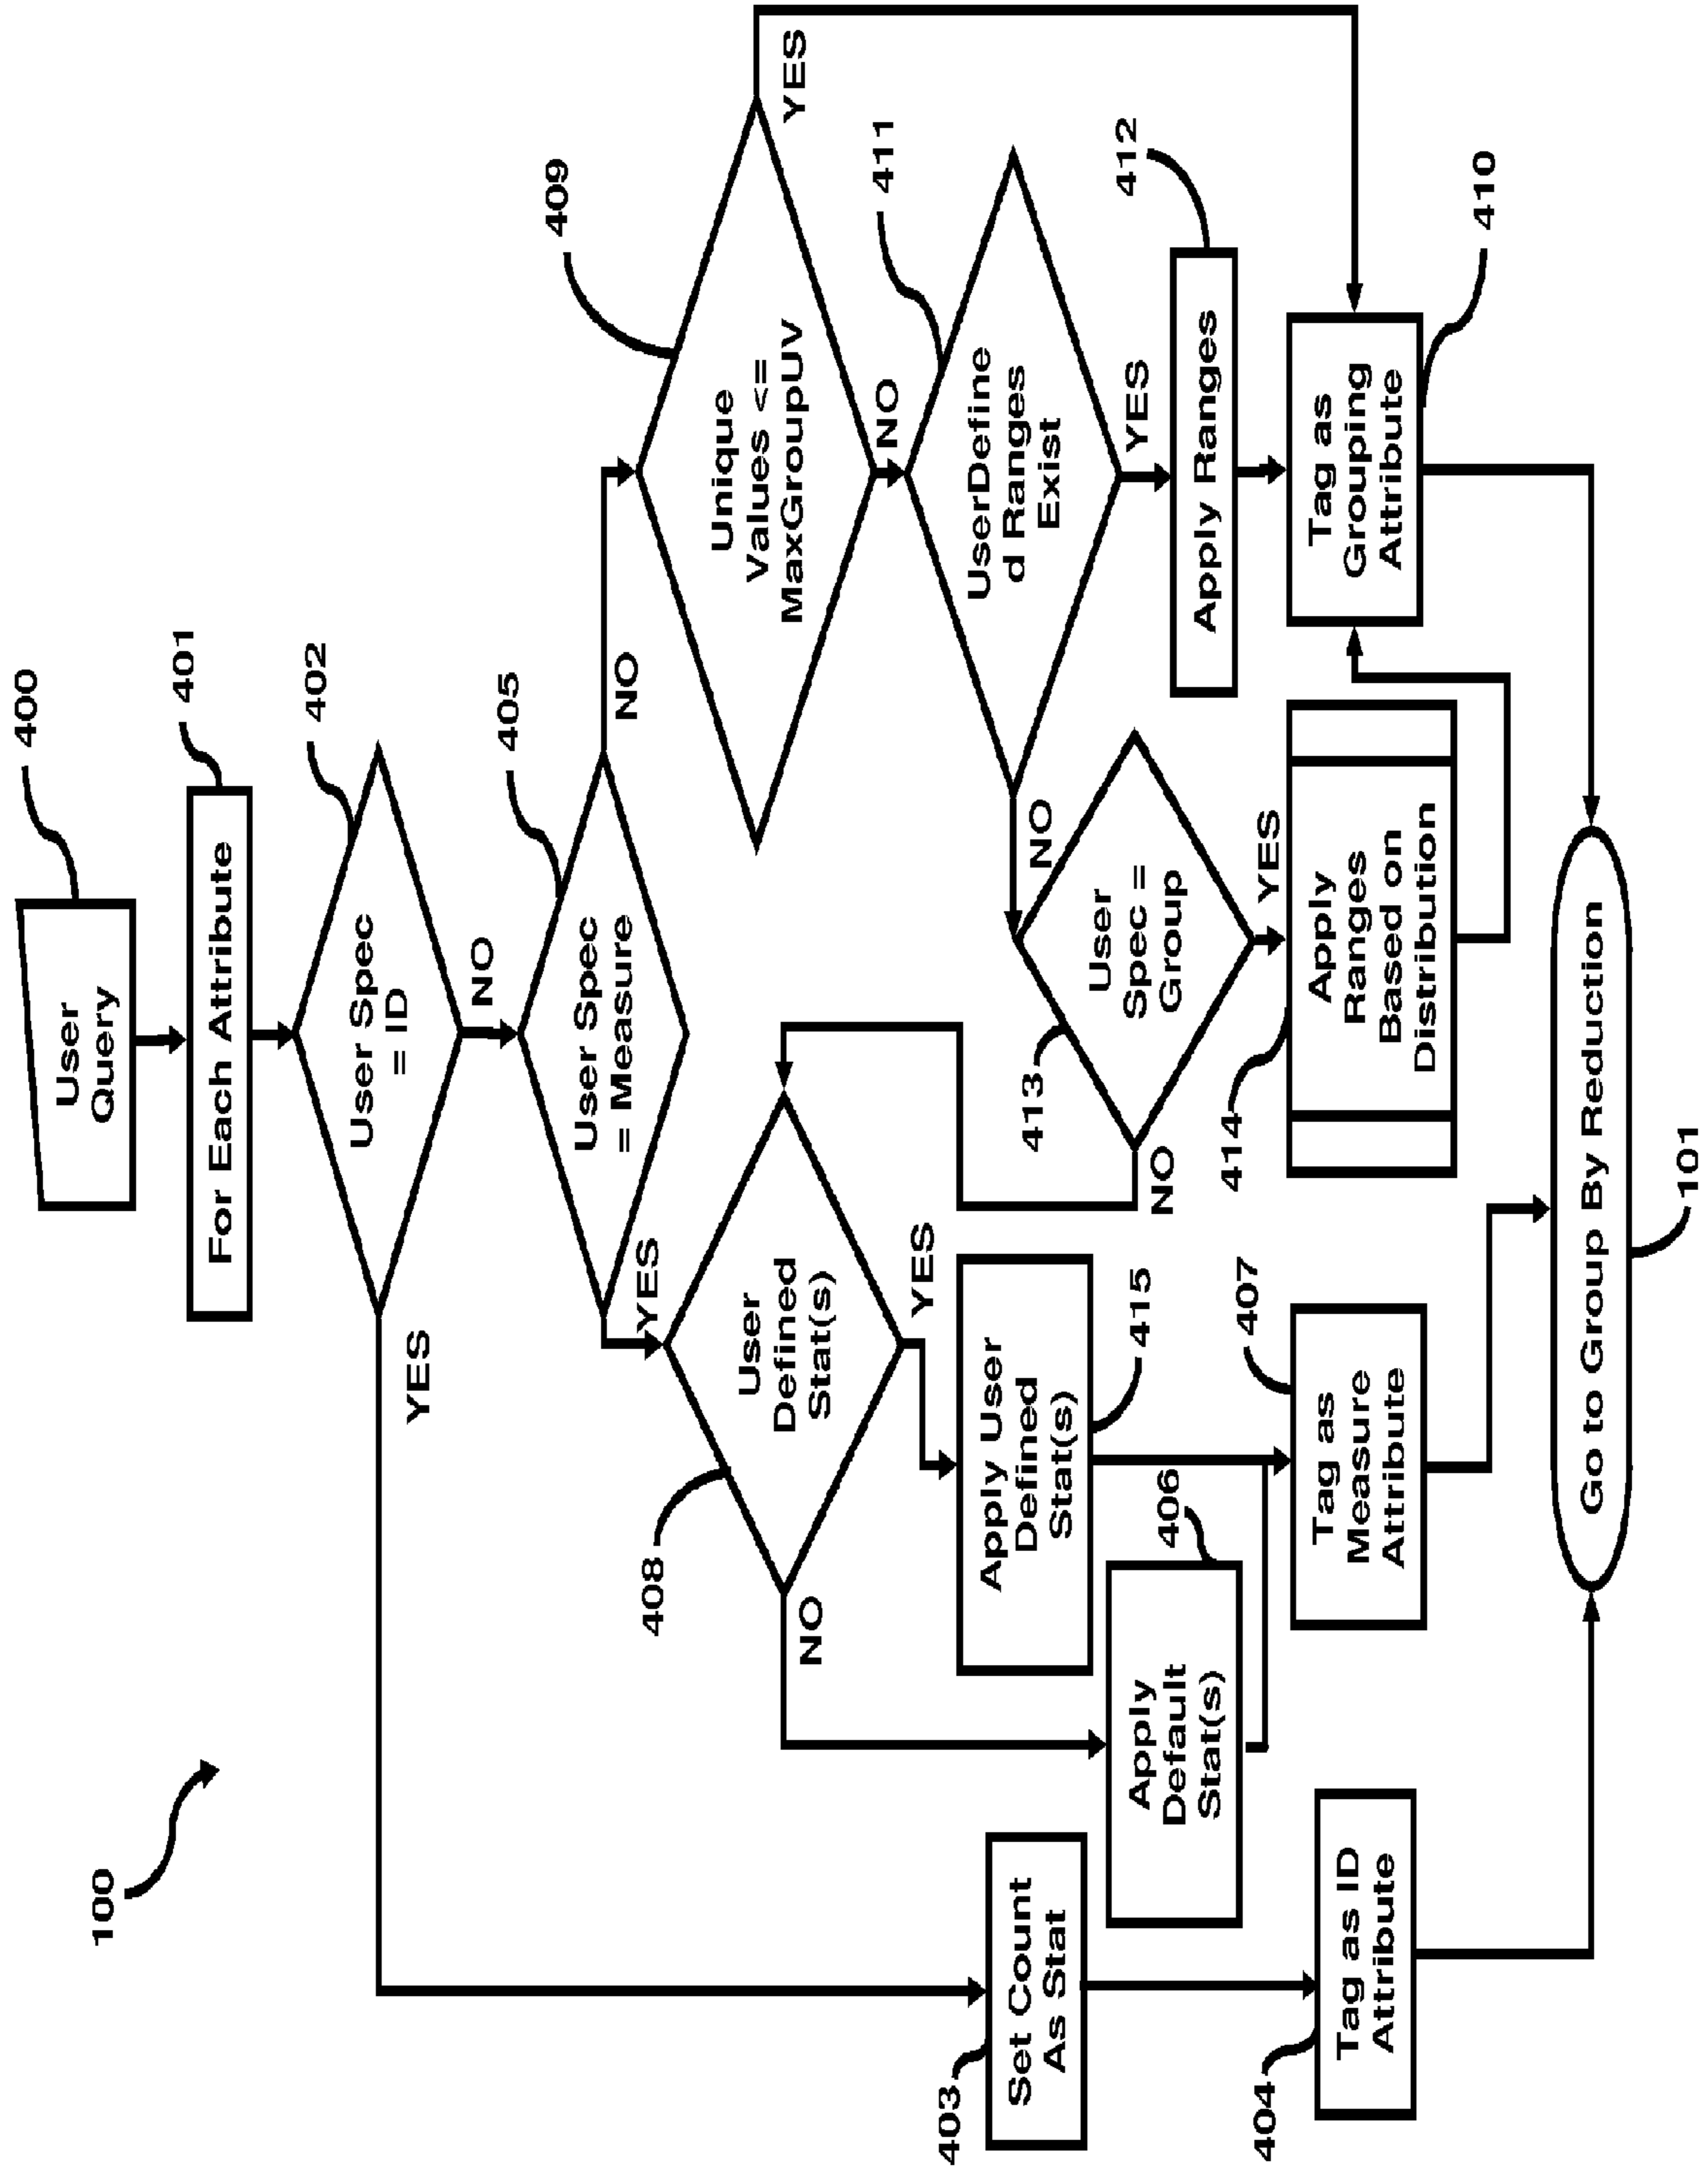 100
User
Query
400
For Each Attribute
401
User Spec
= ID
402
YES
NO
User Spec
= Measure
405
YES
NO
User
Defined
Stat(s)
408
NO
YES
Unique
Values <=
MaxGroupUv
409
YES
NO
UserDefine
d Ranges
Exist
411
NO
YES
User
Spec =
Group
413
NO
YES
Set Count
As Stat
403
Apply User
Defined
Stat(s)
415
Apply
Default
Stat(s)
406
Apply Ranges
412
Tag as ID
Attribute
404
Tag as
Measure
Attribute
407
Apply
Ranges
Based on
Distribution
414
Tag as
Grouping
Attribute
410
Go to Group By Reduction
101